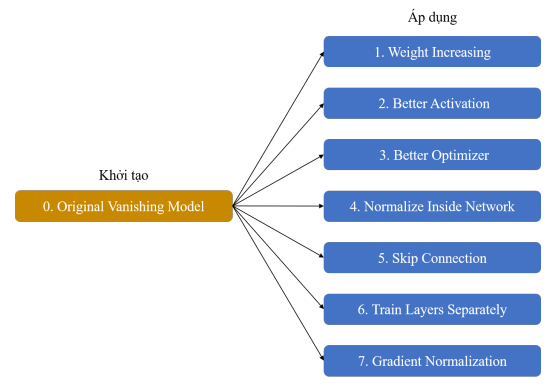 Áp dụng
1. Weight Increasing
2. Better Activation
3. Better Optimizer
Khởi tạo
0. Original Vanishing Model
4. Normalize Inside Network
5. Skip Connection
6. Train Layers Separately
7. Gradient Normalization